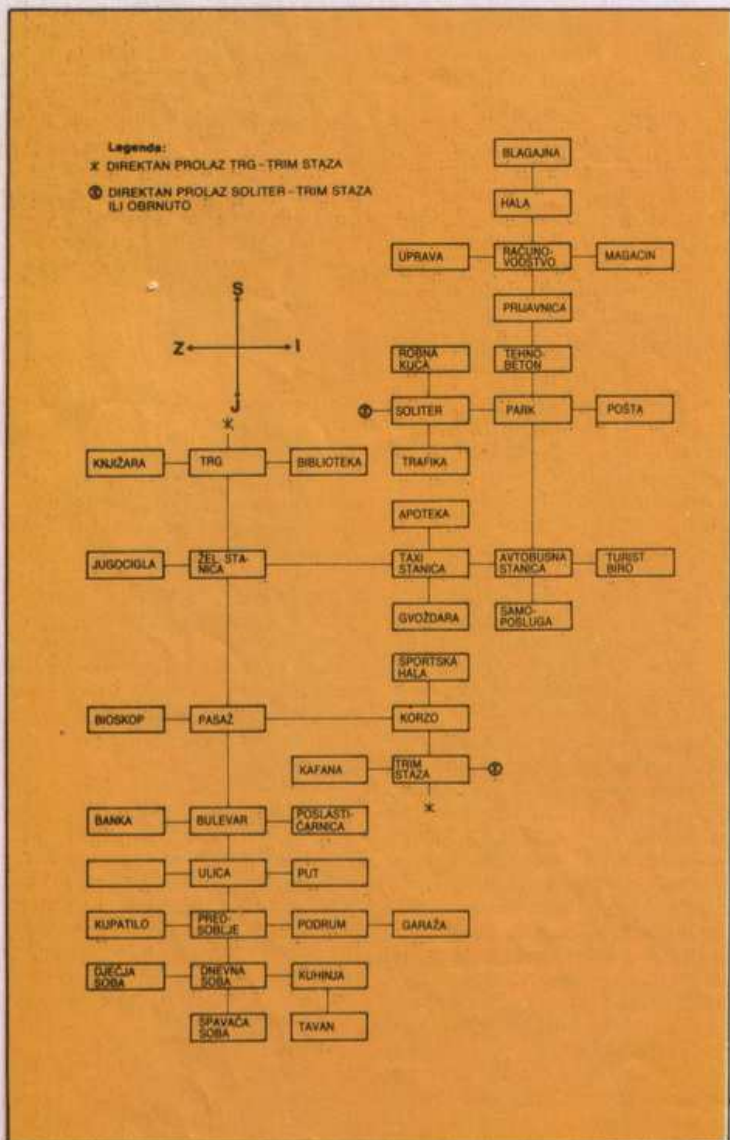 Legenda:
* DIREKTAN PROLAZ TRG - TRIM STAZA
① DIREKTAN PROLAZ SOLITER - TRIM STAZA
ILI OBRNUTO
BLAGAJNA
HALA
UPRAVA
RAČUNO-
VODSTVO
MAGACIN
PRIJAVNICA
S
Z
I
J
*
ROBNA
KUĆA
TEHNO-
BETON
①
SOLITER
PARK
POŠTA
KNJIŽARA
TRG
BIBLIOTEKA
TRAFIKA
APOTEKA
JUGOCIGLA
ŽEL. STA-
NICA
TAXI
STANICA
AVTOBUSNA
STANICA
TURIST
BIRO
GVOŽDARA
SAMO-
POSLUGA
ŠPORTSKA
HALA
BIOSKOP
PASAŽ
KORZO
KAFANA
TRIM
STAZA
①
*
BANKA
BULEVAR
POSLASTI-
ČARNICA
ULICA
PUT
KUPATILO
PRED-
SOBLJE
PODRUM
GARAŽA
DJEČJA
SOBA
DNEVNA
SOBA
KUHINJA
SPAVAĆA
SOBA
TAVAN